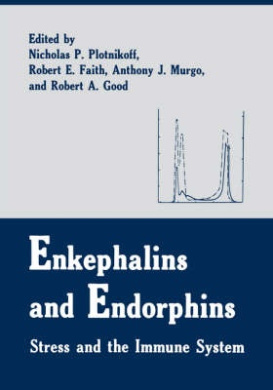 Edited by
Nicholas P. Plotnikoff
Robert E. Faith, Anthony J. Murgo,
and Robert A. Good
Enkephalins
and Endorphins
Stress and the Immune System